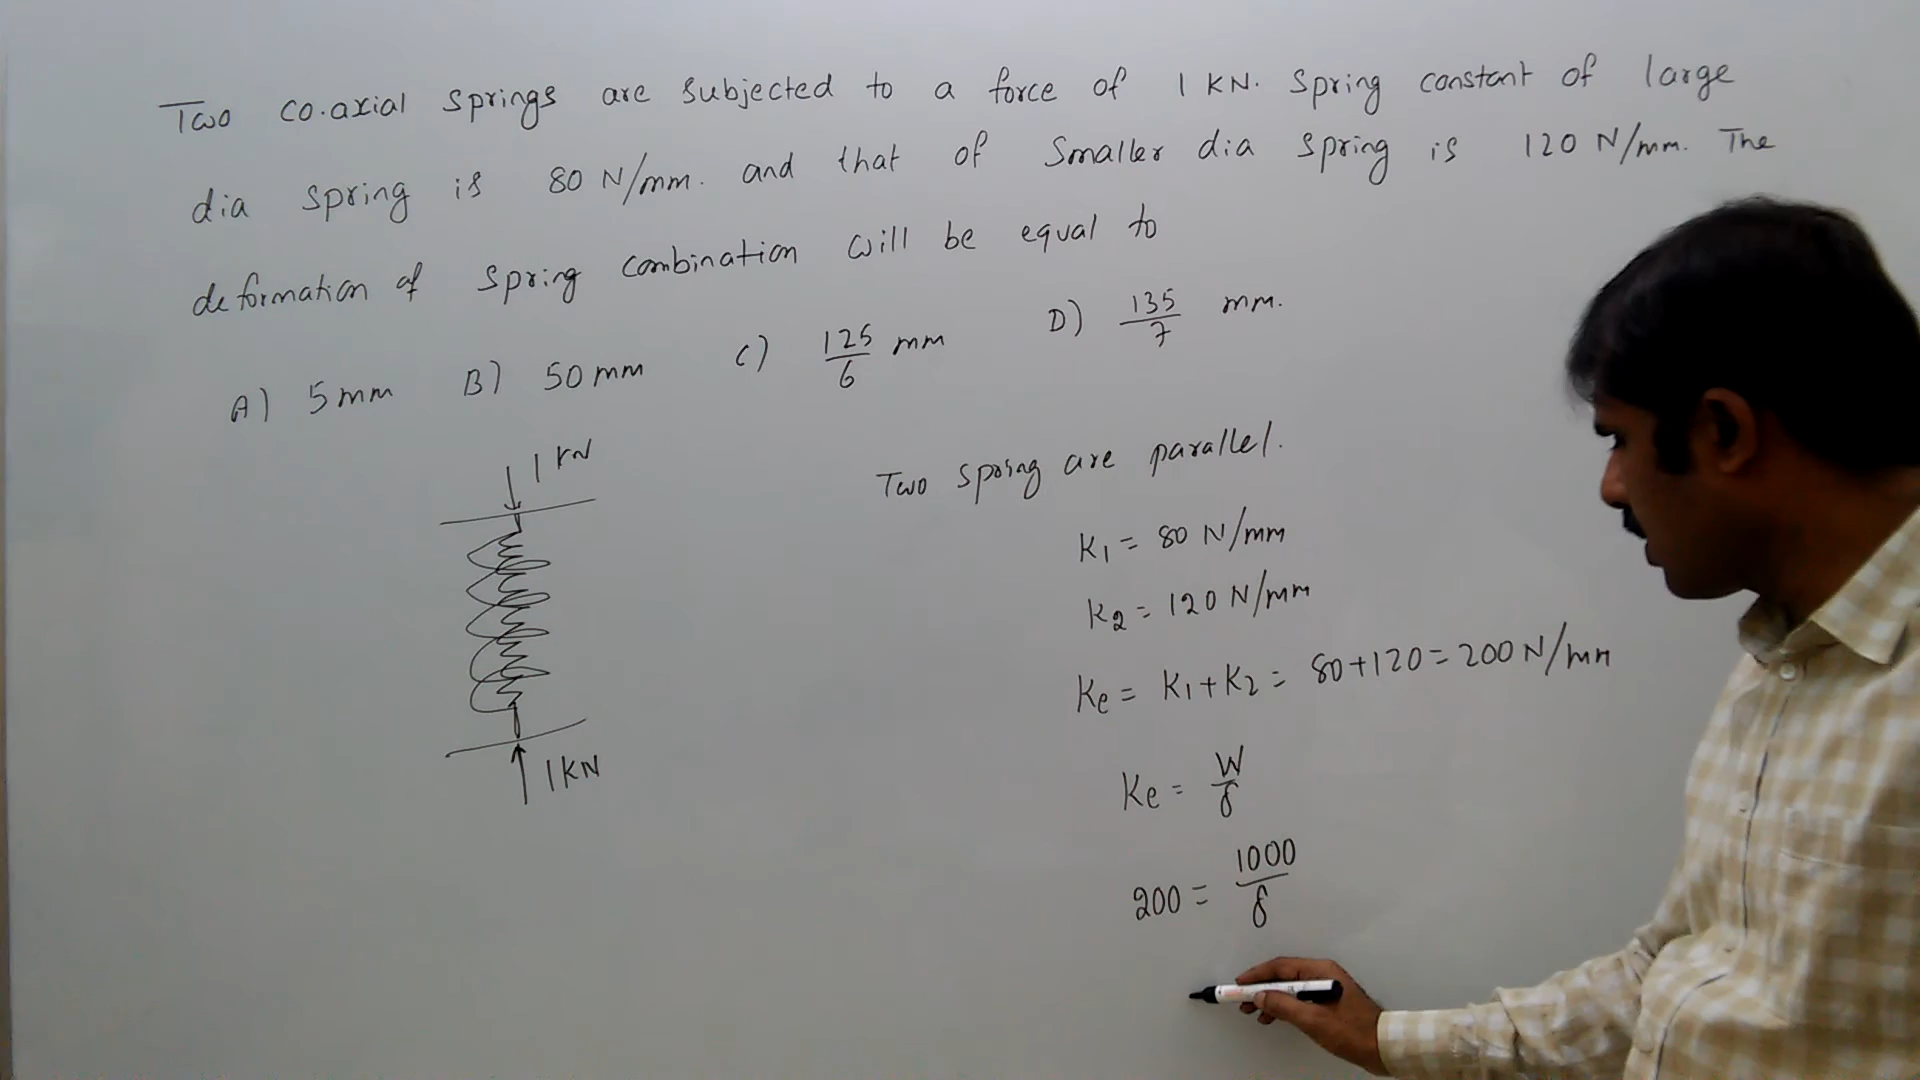 Two co.axial springs are subjected to a force of 1 KN. Spring constant of large
dia spring is 80 N/mm. and that of smaller dia spring is 120 N/mm. The
deformation of spring combination will be equal to
A) 5 mm B) 50 mm C) 125/6 mm D) 135/7 mm.
1 KN
1 KN
Two spring are parallel.
K₁ = 80 N/mm
K₂ = 120 N/mm
Ke = K₁ + K₂ = 80 + 120 = 200 N/mm
Ke = W/δ
200 = 1000/δ